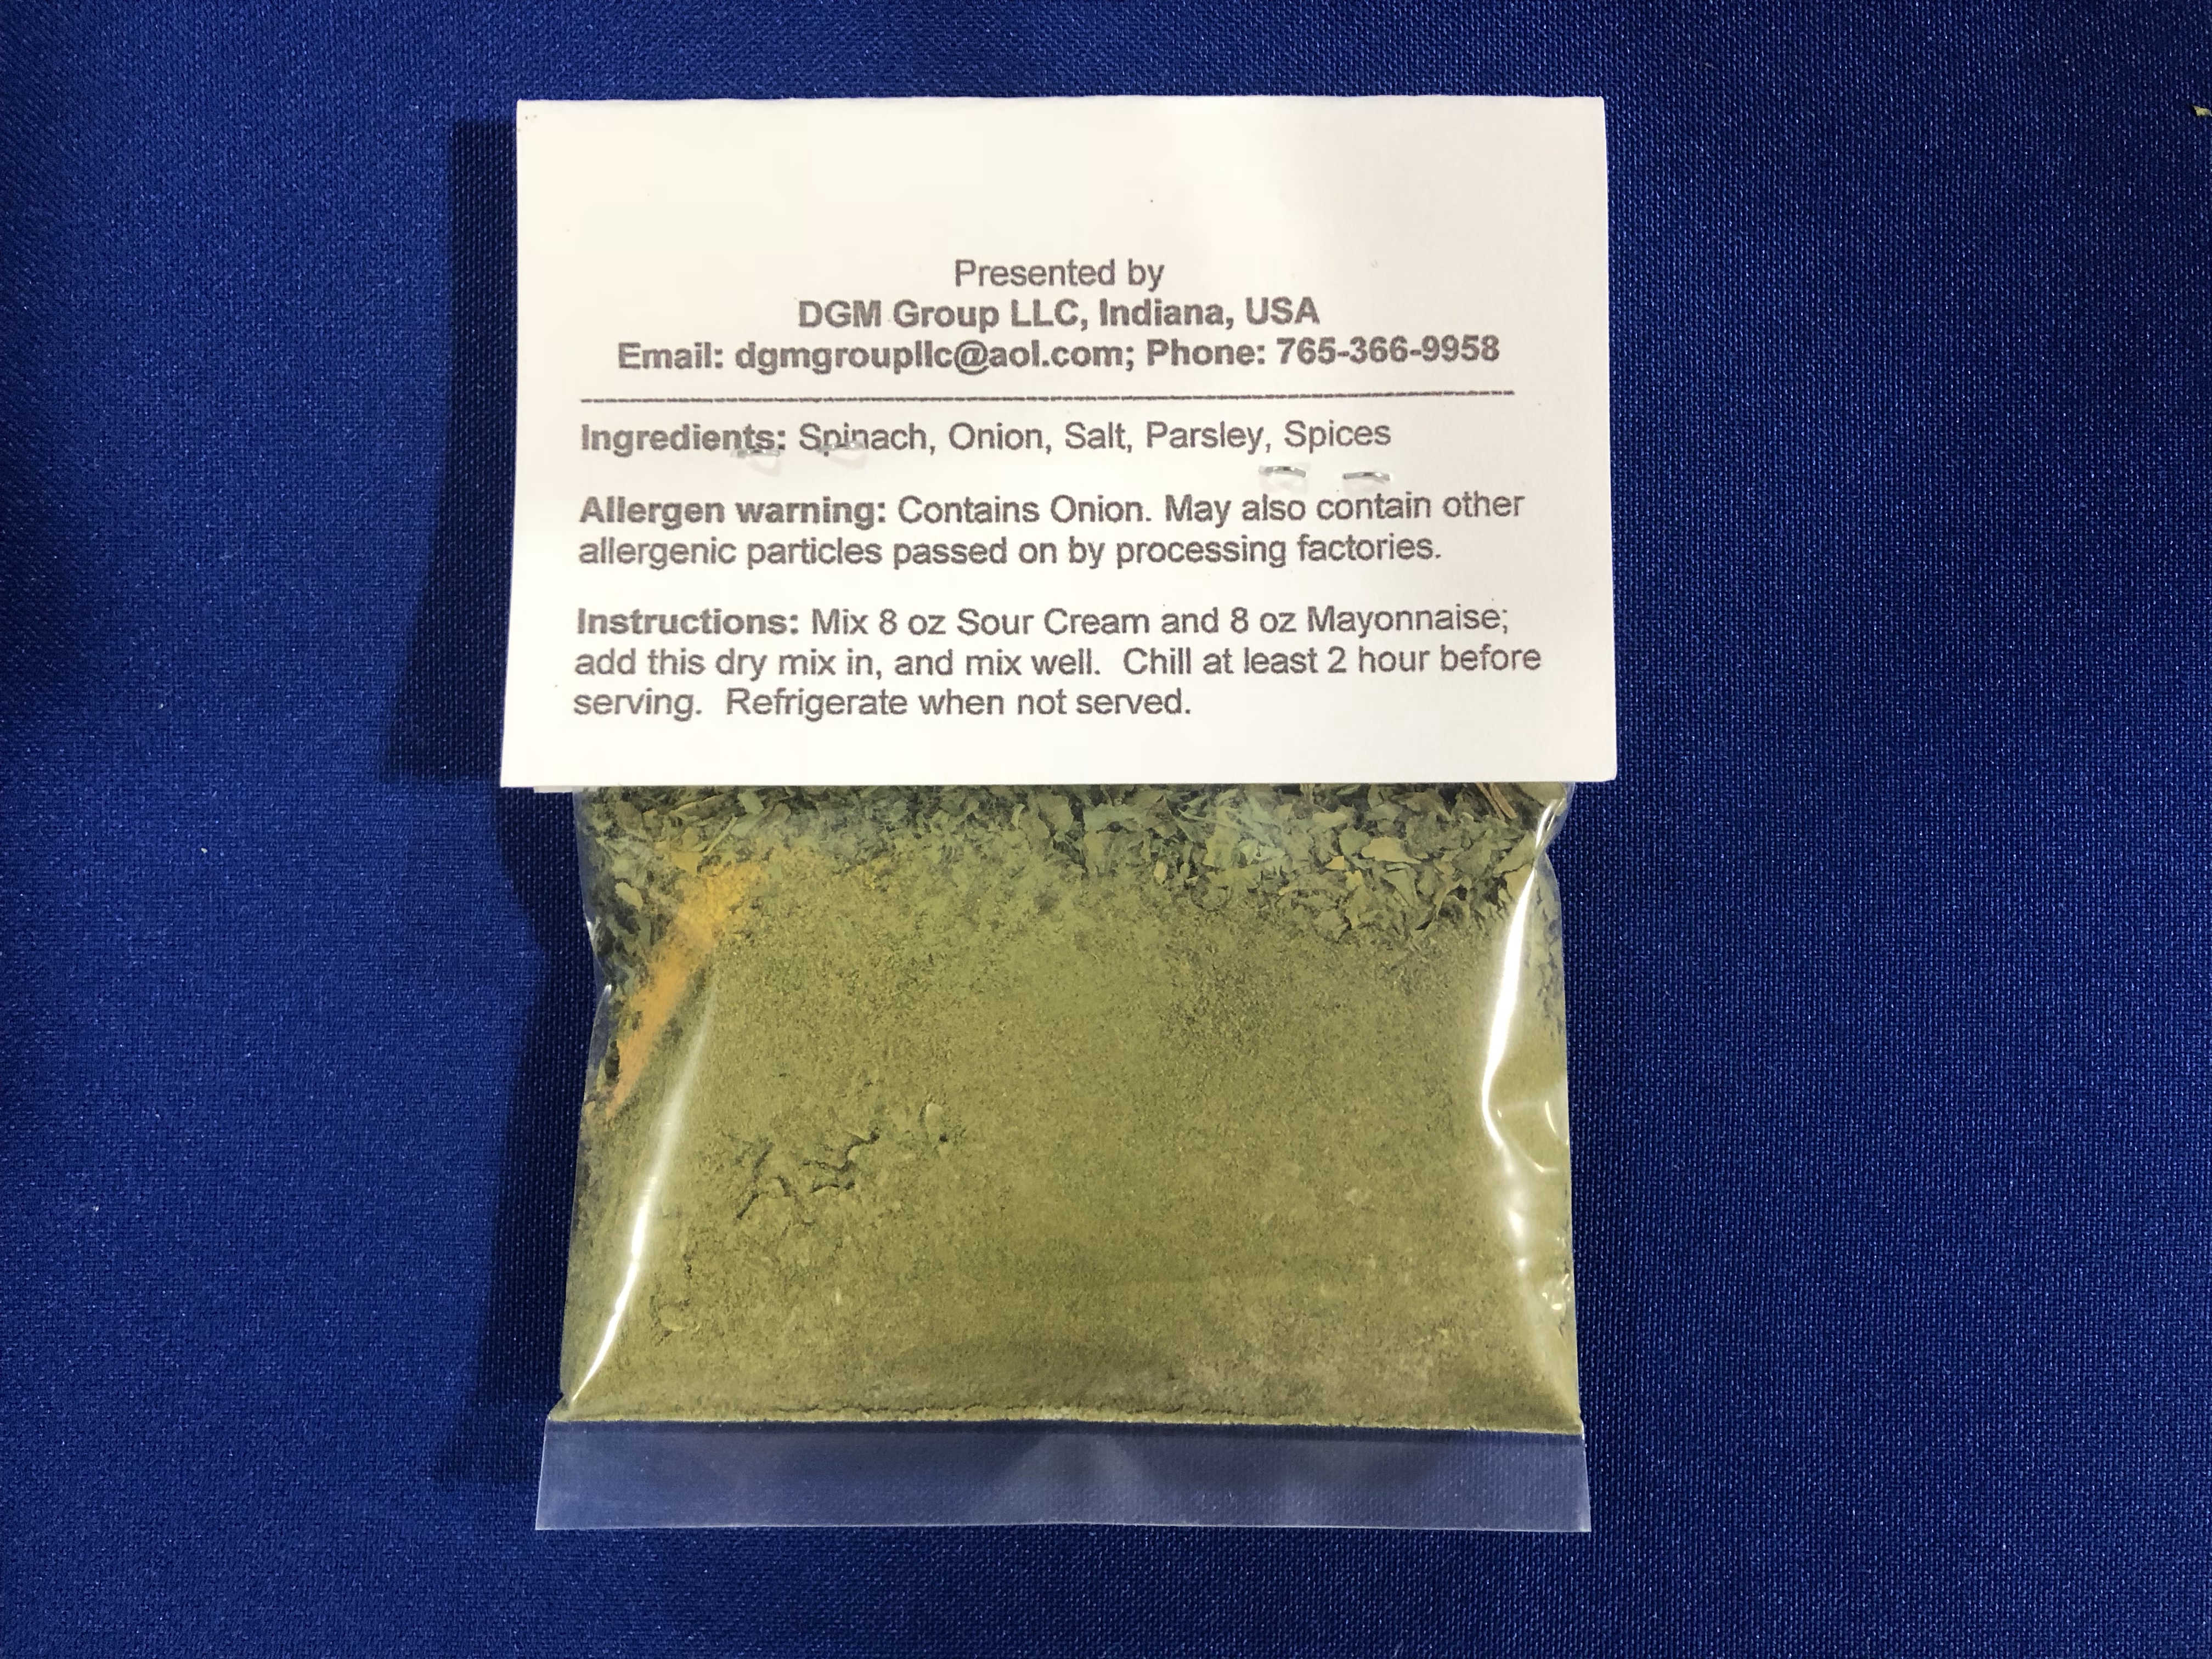 Presented by
DGM Group LLC, Indiana, USA
Email: dgmgroupllc@aol.com; Phone: 765-366-9958
Ingredients: Spinach, Onion, Salt, Parsley, Spices
Allergen warning: Contains Onion. May also contain other
allergenic particles passed on by processing factories.
Instructions: Mix 8 oz Sour Cream and 8 oz Mayonnaise;
add this dry mix in, and mix well.  Chill at least 2 hour before
serving.  Refrigerate when not served.